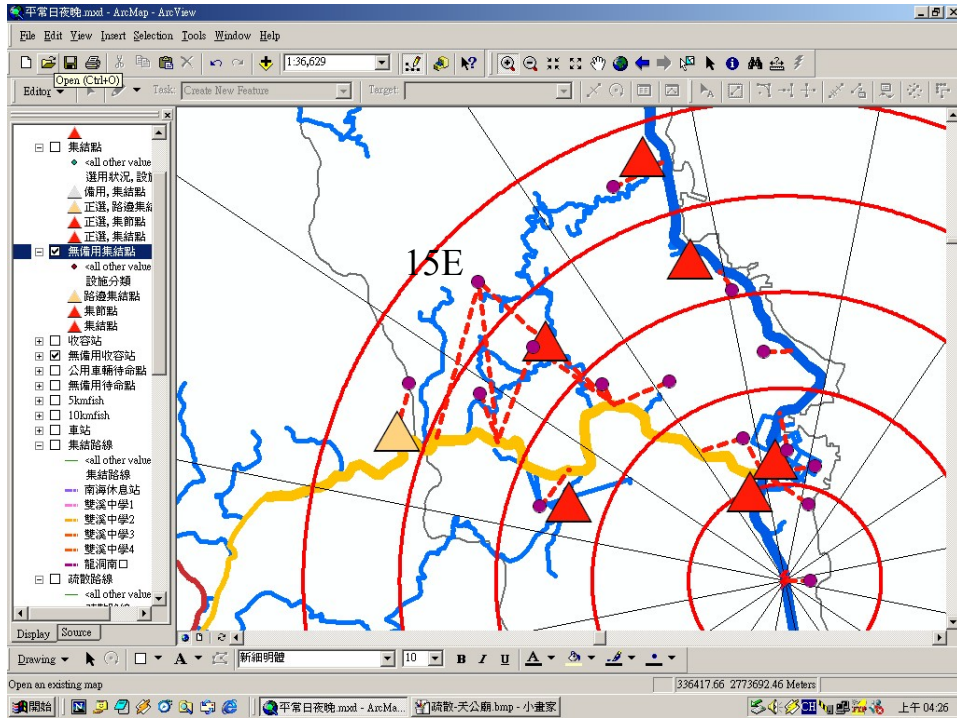 平常日夜晚.mxd - ArcMap - ArcView
File Edit View Insert Selection Tools Window Help
1:36,629
Open (Ctrl+O)
Editor Task: Create New Feature Target:
集結點
<all other value
選用狀況, 設
備用, 集結點
正選, 路邊集結
正選, 集節點
正選, 集結點
無備用集結點
<all other value
設施分類
路邊集結點
集節點
集結點
收容站
無備用收容站
公用車輛待命點
無備用待命點
5kmfish
10kmfish
車站
集結路線
<all other value
集結路線
南海休息站
雙溪中學1
雙溪中學2
雙溪中學3
雙溪中學4
龍洞南口
疏散路線
<all other value
15E
Display Source
Drawing A 新細明體 10 B I U A
Open an existing map 336417.66 2773692.46 Meters
開始 平常日夜晚.mxd - ArcMa... 疏散-天公廟.bmp - 小畫家 CH 上午 04:26